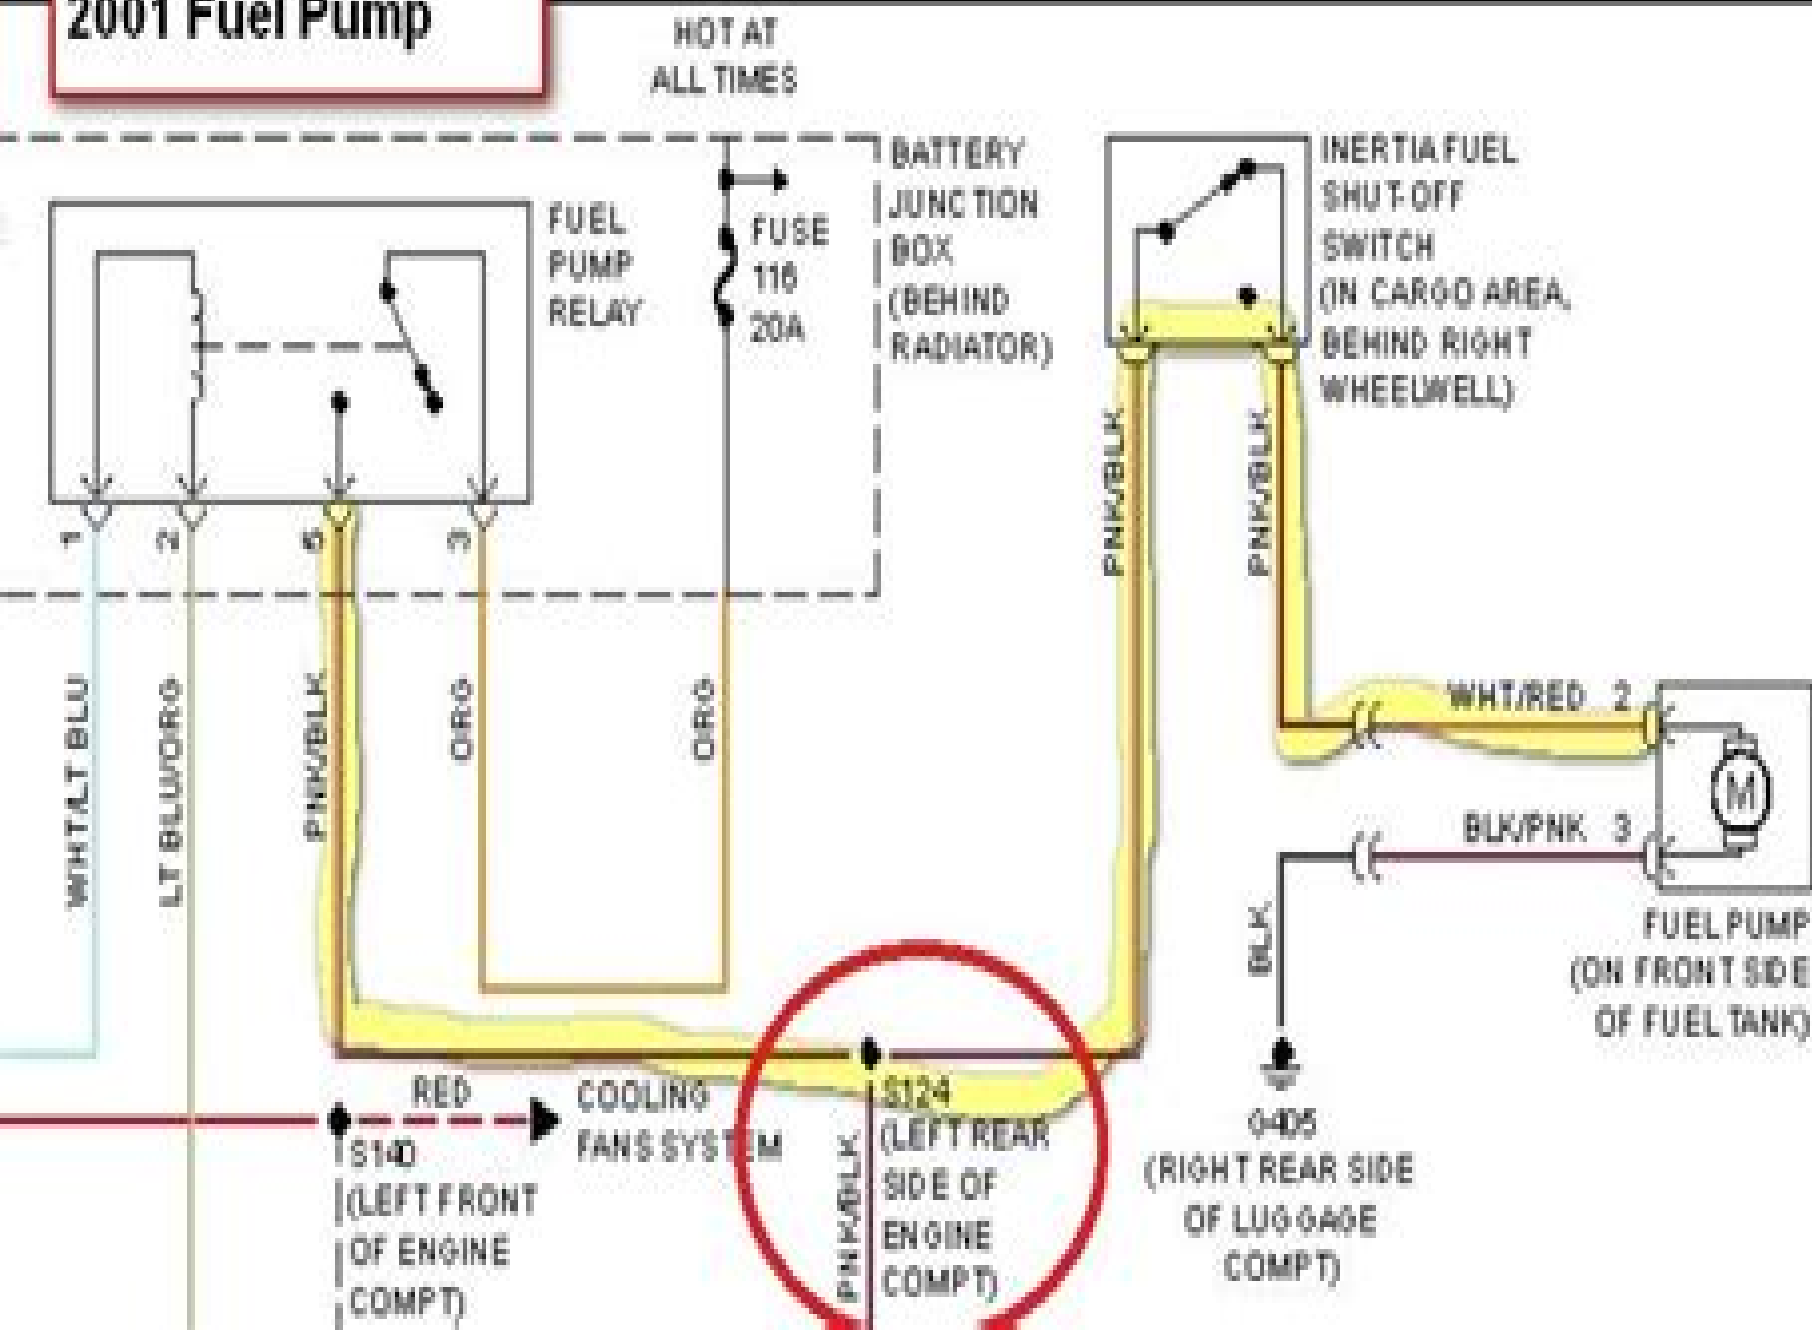 2001 Fuel Pump
HOT AT
ALL TIMES
BATTERY
JUNCTION
BOX
(BEHIND
RADIATOR)
INERTIA FUEL
SHUT-OFF
SWITCH
(IN CARGO AREA,
BEHIND RIGHT
WHEELWELL)
FUEL
PUMP
RELAY
FUSE
116
20A
1
2
5
3
PNK/BLK
PNK/BLK
WHT/LT BLU
LT BLU/ORG
PNK/BLK
ORG
ORG
WHT/RED 2
M
BLK/PNK 3
BLK
FUEL PUMP
(ON FRONT SIDE
OF FUEL TANK)
RED
COOLING
FANS SYSTEM
S140
(LEFT FRONT
OF ENGINE
COMPT)
PNK/BLK
S124
(LEFT REAR
SIDE OF
ENGINE
COMPT)
G405
(RIGHT REAR SIDE
OF LUGGAGE
COMPT)